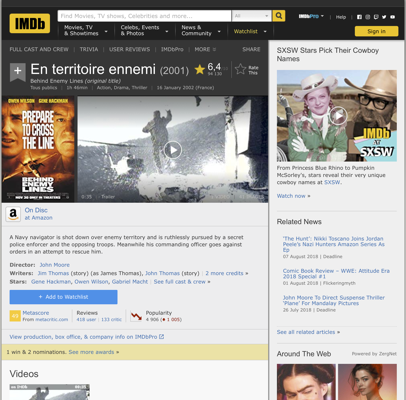 IMDb
Find Movies, TV shows, Celebrities and more...
All
IMDbPro
Help
Movies, TV & Showtimes
Celebs, Events & Photos
News & Community
Watchlist
Sign in
FULL CAST AND CREW | TRIVIA | USER REVIEWS | IMDbPro | MORE
SHARE
En territoire ennemi (2001)
6,4
Rate This
Behind Enemy Lines (original title)
Tous publics | 1h 46min | Action, Drama, Thriller | 16 January 2002 (France)
OWEN WILSON GENE HACKMAN
PREPARE
TO CROSS
THE LINE
BEHIND
ENEMY LINES
On Disc
at Amazon
A Navy navigator is shot down over enemy territory and is ruthlessly pursued by a secret
police enforcer and the opposing troops. Meanwhile his commanding officer goes against
orders in an attempt to rescue him.
Director: John Moore
Writers: Jim Thomas (story) (as James Thomas), John Thomas (story) | 2 more credits »
Stars: Gene Hackman, Owen Wilson, Gabriel Macht | See full cast & crew »
+ Add to Watchlist
Metascore
From metacritic.com
Reviews
418 user | 133 critic
Popularity
4 906 (1 005)
View production, box office, & company info on IMDbPro
1 win & 2 nominations. See more awards »
Videos
SXSW Stars Pick Their Cowboy
Names
IMDb
AT
SXSW
From Princess Blue Rhino to Pumpkin
McSorley's, stars reveal their very unique
cowboy names at SXSW.
Watch now »
Related News
'The Hunt': Nikki Toscano Joins Jordan
Peele's Nazi Hunters Amazon Series As
07 August 2018 | Deadline
Comic Book Review – WWE: Attitude Era
2018 Special #1
01 August 2018 | Flickeringmyth
John Moore To Direct Suspense Thriller
'Plane' For Mandalay Pictures
26 July 2018 | Deadline
See all related articles »
Around The Web
Powered by ZergNet